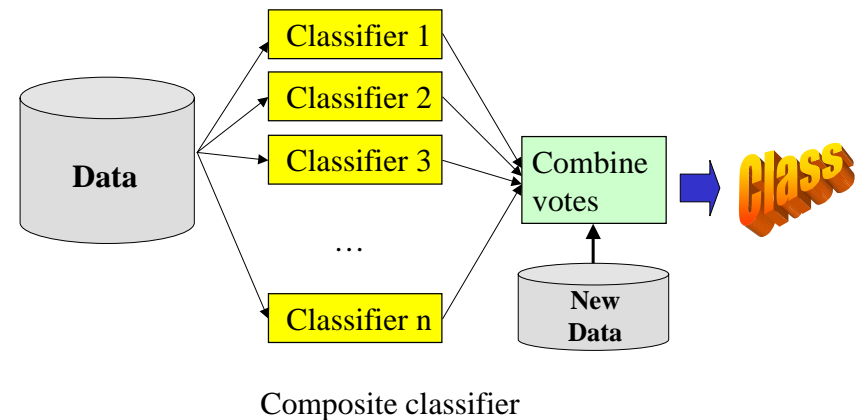 Classifier 1
Classifier 2
Classifier 3
Data
Combine
votes
Class
…
Classifier n
New
Data
Composite classifier